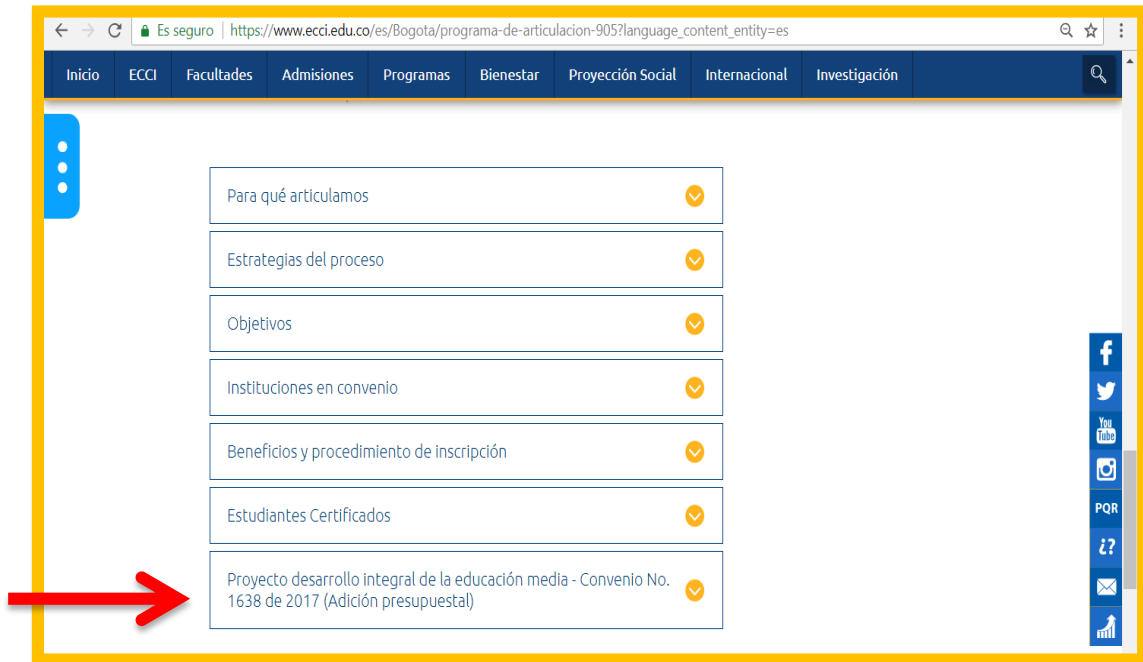 Es seguro | https://www.ecci.edu.co/es/Bogota/programa-de-articulacion-905?language_content_entity=es
Inicio ECCI Facultades Admisiones Programas Bienestar Proyección Social Internacional Investigación
Para qué articulamos
Estrategias del proceso
Objetivos
Instituciones en convenio
Beneficios y procedimiento de inscripción
Estudiantes Certificados
Proyecto desarrollo integral de la educación media - Convenio No.
1638 de 2017 (Adición presupuestal)
You
Tube
PQR
¿?